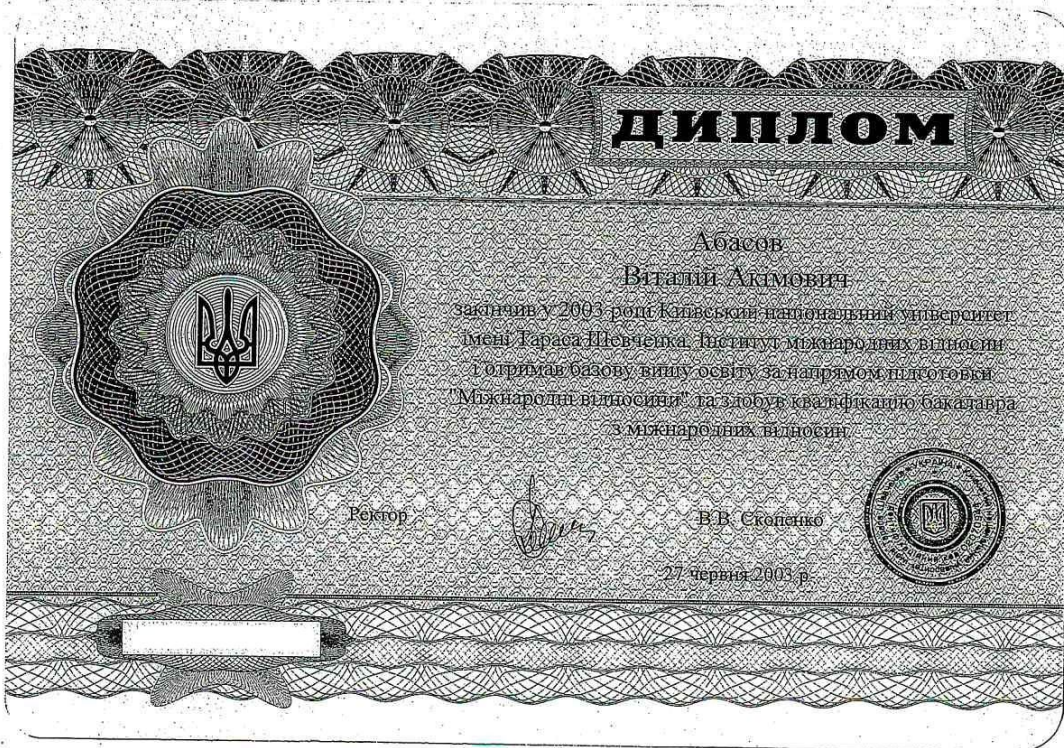 ДИПЛОМ
Абасов
Віталій Акімович
закінчив у 2003 році Київський національний університет
імені Тараса Шевченка, Інститут міжнародних відносин
і отримав базову вищу освіту за напрямом підготовки
"Міжнародні відносини" та здобув кваліфікацію бакалавра
з міжнародних відносин
Ректор
В.В. Скопенко
27 червня 2003 р.